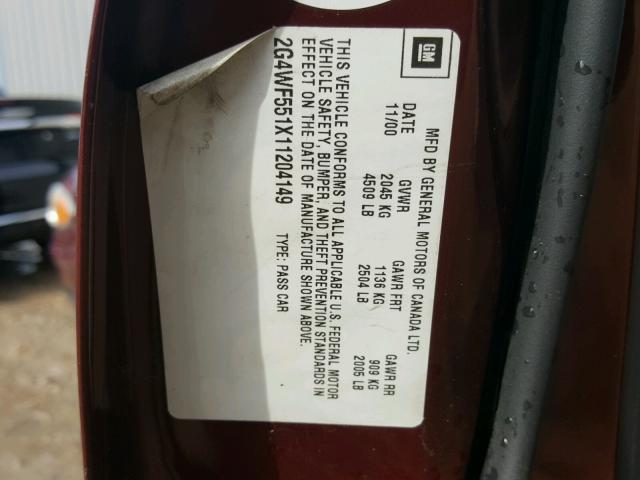 GM
MFD BY GENERAL MOTORS OF CANADA LTD.
DATE GVWR GAWR FRT GAWR RR
11/00 2045 KG 1136 KG 909 KG
4509 LB 2504 LB 2005 LB
THIS VEHICLE CONFORMS TO ALL APPLICABLE U.S. FEDERAL MOTOR
VEHICLE SAFETY, BUMPER, AND THEFT PREVENTION STANDARDS IN
EFFECT ON THE DATE OF MANUFACTURE SHOWN ABOVE.
2G4WF551X11204149 TYPE: PASS CAR